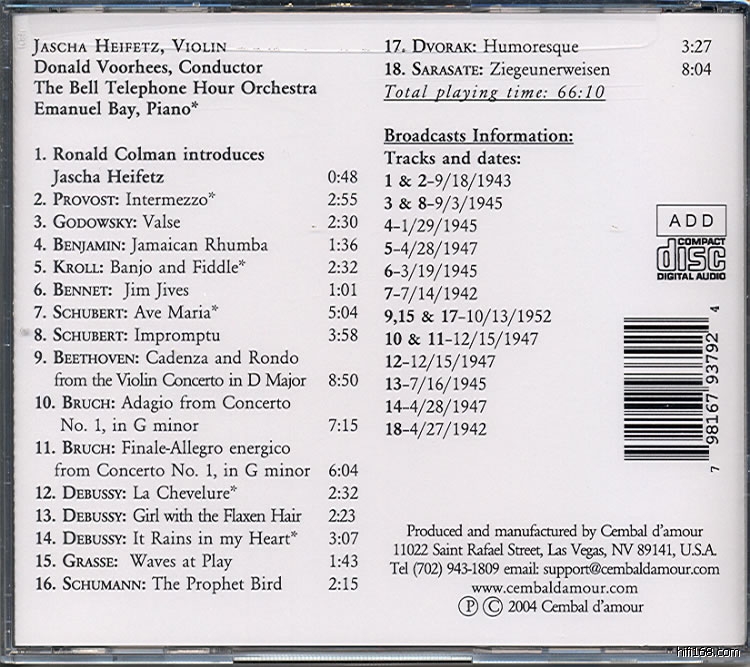 JASCHA HEIFETZ, VIOLIN
Donald Voorhees, Conductor
The Bell Telephone Hour Orchestra
Emanuel Bay, Piano*
1. Ronald Colman introduces
Jascha Heifetz 0:48
2. PROVOST: Intermezzo* 2:55
3. GODOWSKY: Valse 2:30
4. BENJAMIN: Jamaican Rhumba 1:36
5. KROLL: Banjo and Fiddle* 2:32
6. BENNET: Jim Jives 1:01
7. SCHUBERT: Ave Maria* 5:04
8. SCHUBERT: Impromptu 3:58
9. BEETHOVEN: Cadenza and Rondo
from the Violin Concerto in D Major 8:50
10. BRUCH: Adagio from Concerto
No. 1, in G minor 7:15
11. BRUCH: Finale-Allegro energico
from Concerto No. 1, in G minor 6:04
12. DEBUSSY: La Chevelure* 2:32
13. DEBUSSY: Girl with the Flaxen Hair 2:23
14. DEBUSSY: It Rains in my Heart* 3:07
15. GRASSE: Waves at Play 1:43
16. SCHUMANN: The Prophet Bird 2:15
17. DVORAK: Humoresque 3:27
18. SARASATE: Ziegeunerweisen 8:04
Total playing time: 66:10
Broadcasts Information:
Tracks and dates:
1 & 2-9/18/1943
3 & 8-9/3/1945
4-1/29/1945
5-4/28/1947
6-3/19/1945
7-7/14/1942
9,15 & 17-10/13/1952
10 & 11-12/15/1947
12-12/15/1947
13-7/16/1945
14-4/28/1947
18-4/27/1942
ADD
COMPACT
disc
DIGITAL AUDIO
7 98167 93792 4
Produced and manufactured by Cembal d'amour
11022 Saint Rafael Street, Las Vegas, NV 89141, U.S.A.
Tel (702) 943-1809 email: support@cembaldamour.com
www.cembaldamour.com
Ⓟ © 2004 Cembal d'amour
hifi168.com